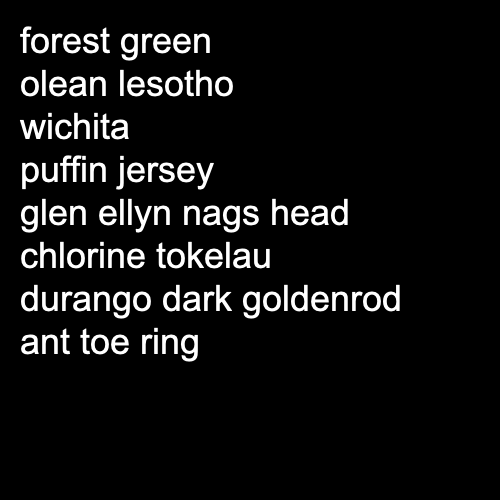 forest green
olean lesotho
wichita
puffin jersey
glen ellyn nags head
chlorine tokelau
durango dark goldenrod
ant toe ring